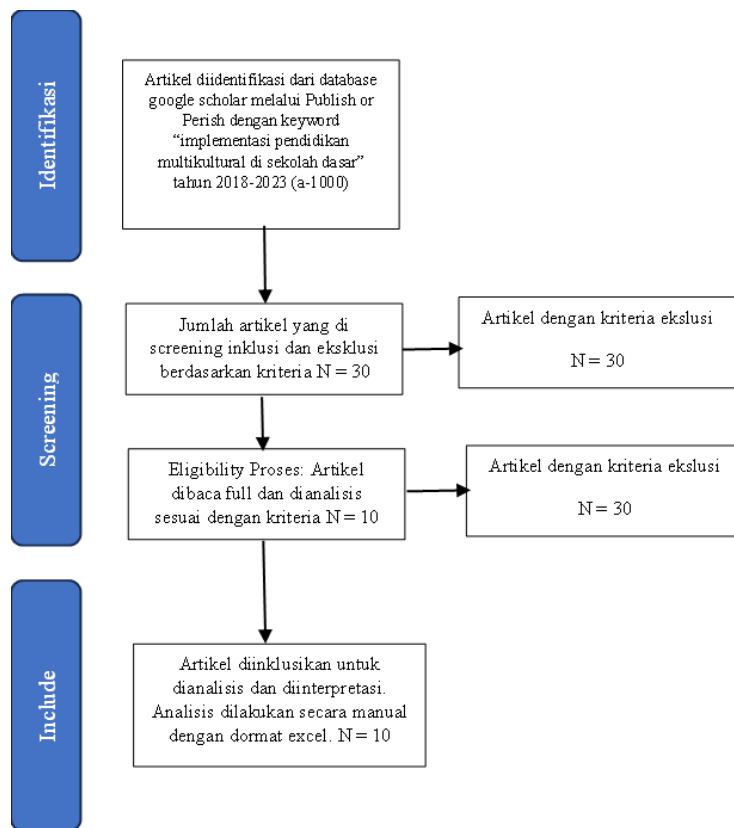 Identifikasi
Artikel diidentifikasi dari database
google scholar melalui Publish or
Perish dengan keyword
“implementasi pendidikan
multikultural di sekolah dasar”
tahun 2018-2023 (a-1000)
Screening
Jumlah artikel yang di
screening inklusi dan eksklusi
berdasarkan kriteria N = 30
Artikel dengan kriteria ekslusi
N = 30
Eligibility Proses: Artikel
dibaca full dan dianalisis
sesuai dengan kriteria N = 10
Artikel dengan kriteria ekslusi
N = 30
Include
Artikel diinklusikan untuk
dianalisis dan diinterpretasi.
Analisis dilakukan secara manual
dengan dormat excel. N = 10